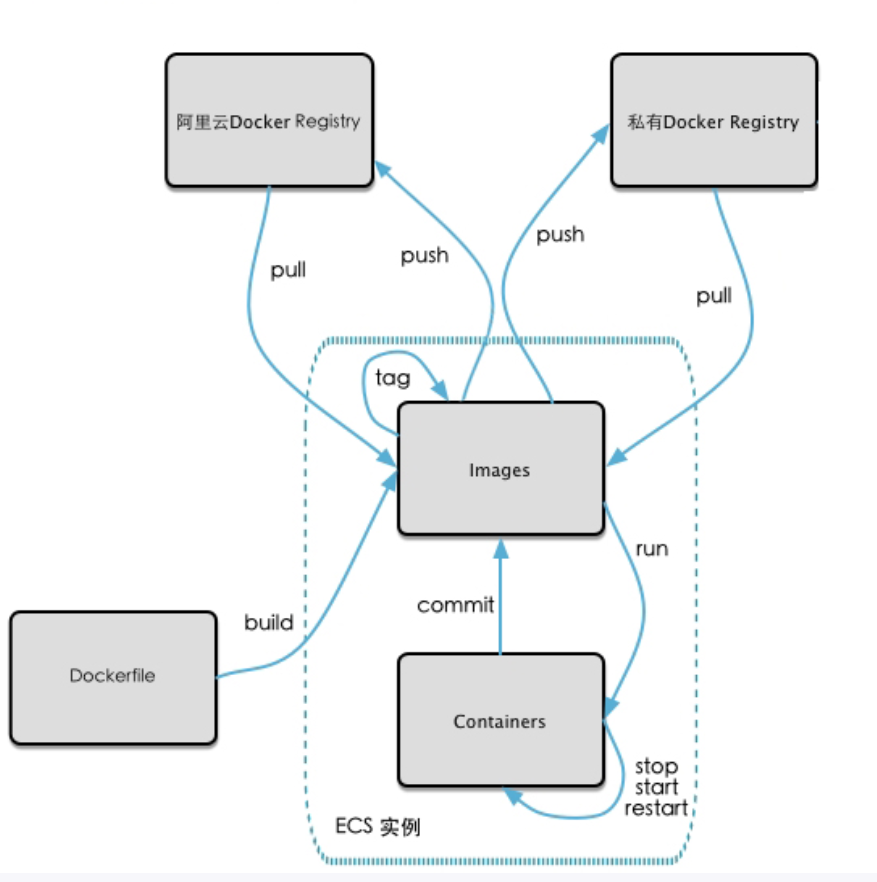 阿里云Docker Registry
私有Docker Registry
push
push
pull
pull
tag
Images
run
commit
build
Dockerfile
Containers
stop
start
restart
ECS 实例